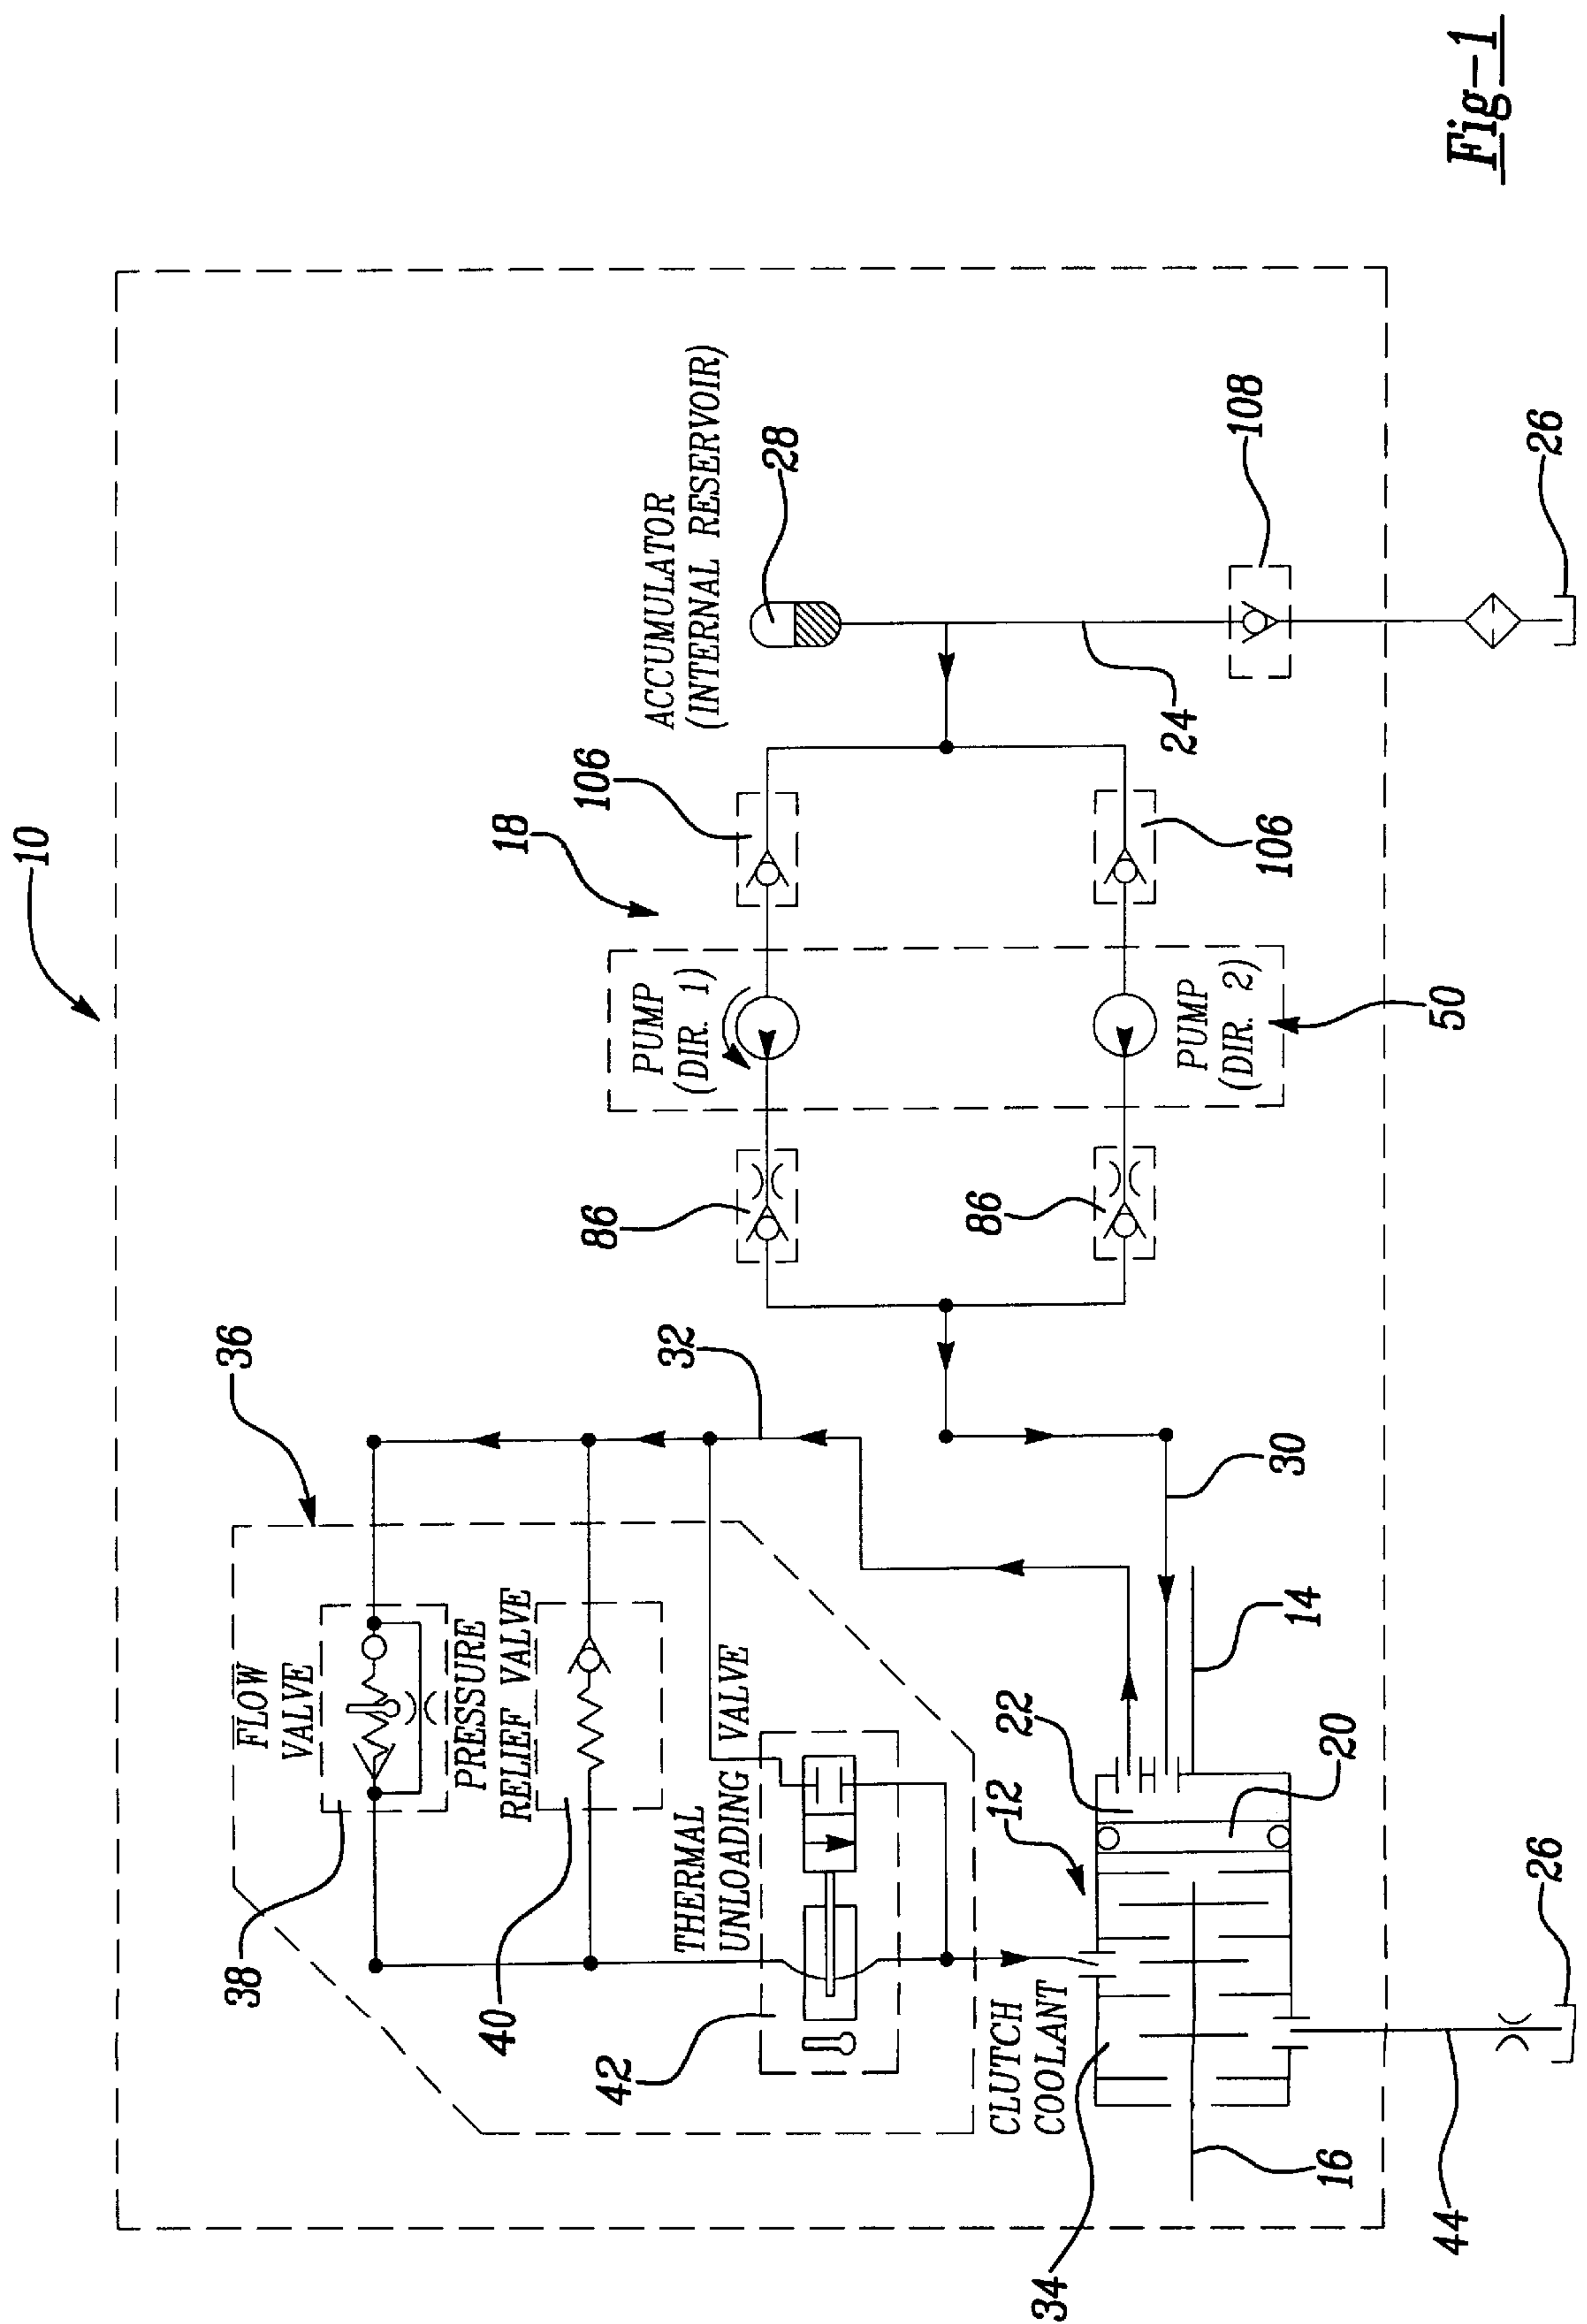 10
36
FLOW
VALVE
38
PRESSURE
RELIEF VALVE
40
THERMAL
UNLOADING VALVE
42
32
18
PUMP
(DIR. 1)
86
106
ACCUMULATOR
(INTERNAL RESERVOIR)
28
CLUTCH
COOLANT
12
22
34
16
20
14
30
86
PUMP
(DIR. 2)
50
106
24
108
44
26
26
Fig-1